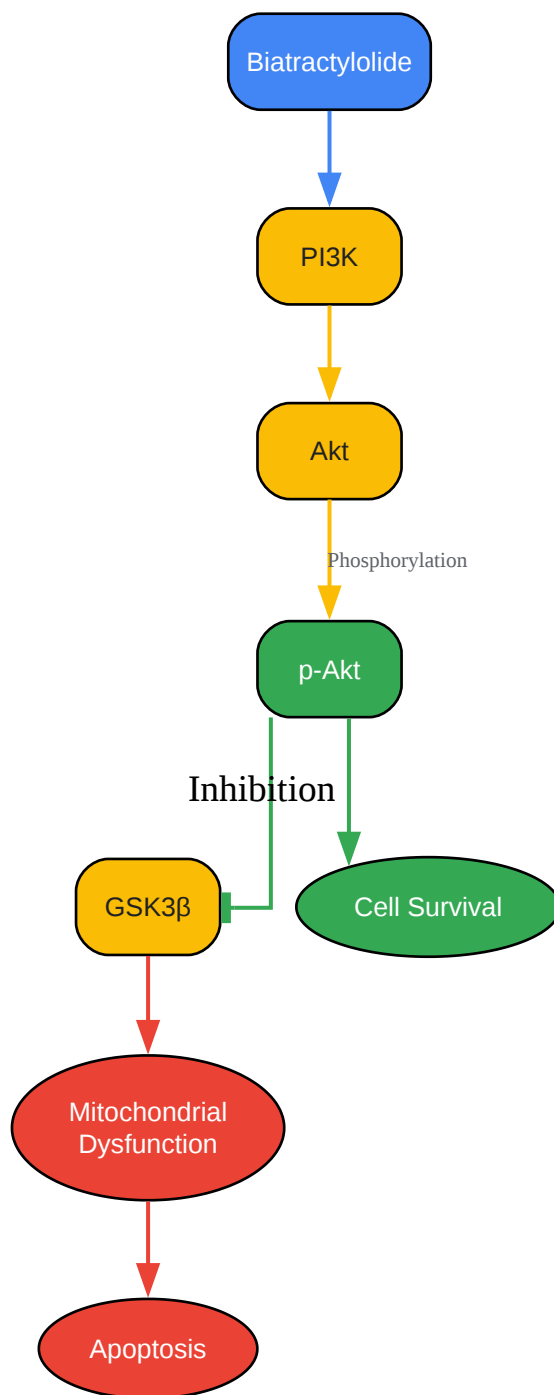 Biatractylolide
PI3K
Akt
Phosphorylation
p-Akt
Inhibition
GSK3β
Cell Survival
Mitochondrial
Dysfunction
Apoptosis